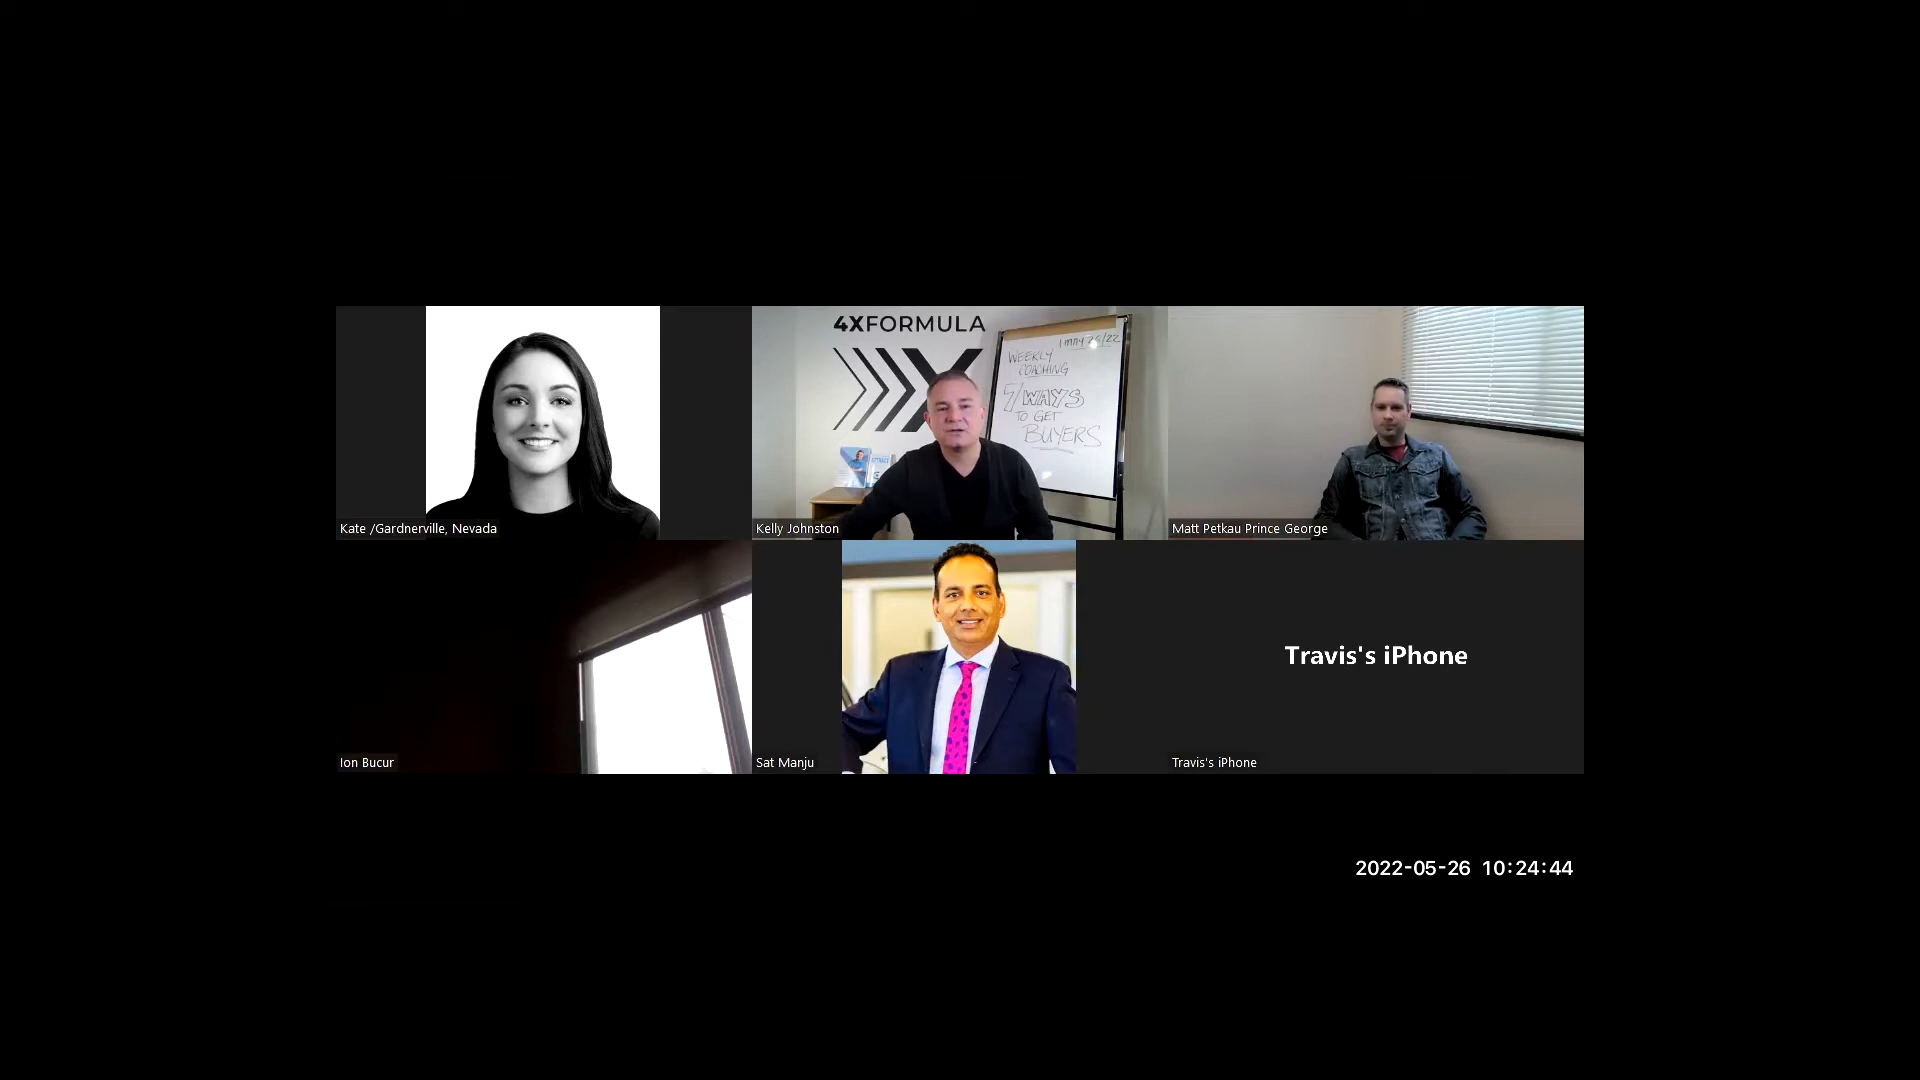 4XFORMULA
MAY 26/22
WEEKLY
COACHING
7 WAYS
TO GET
BUYERS
Kate /Gardnerville, Nevada
Kelly Johnston
Matt Petkau Prince George
Travis's iPhone
Ion Bucur
Sat Manju
Travis's iPhone
2022-05-26 10:24:44